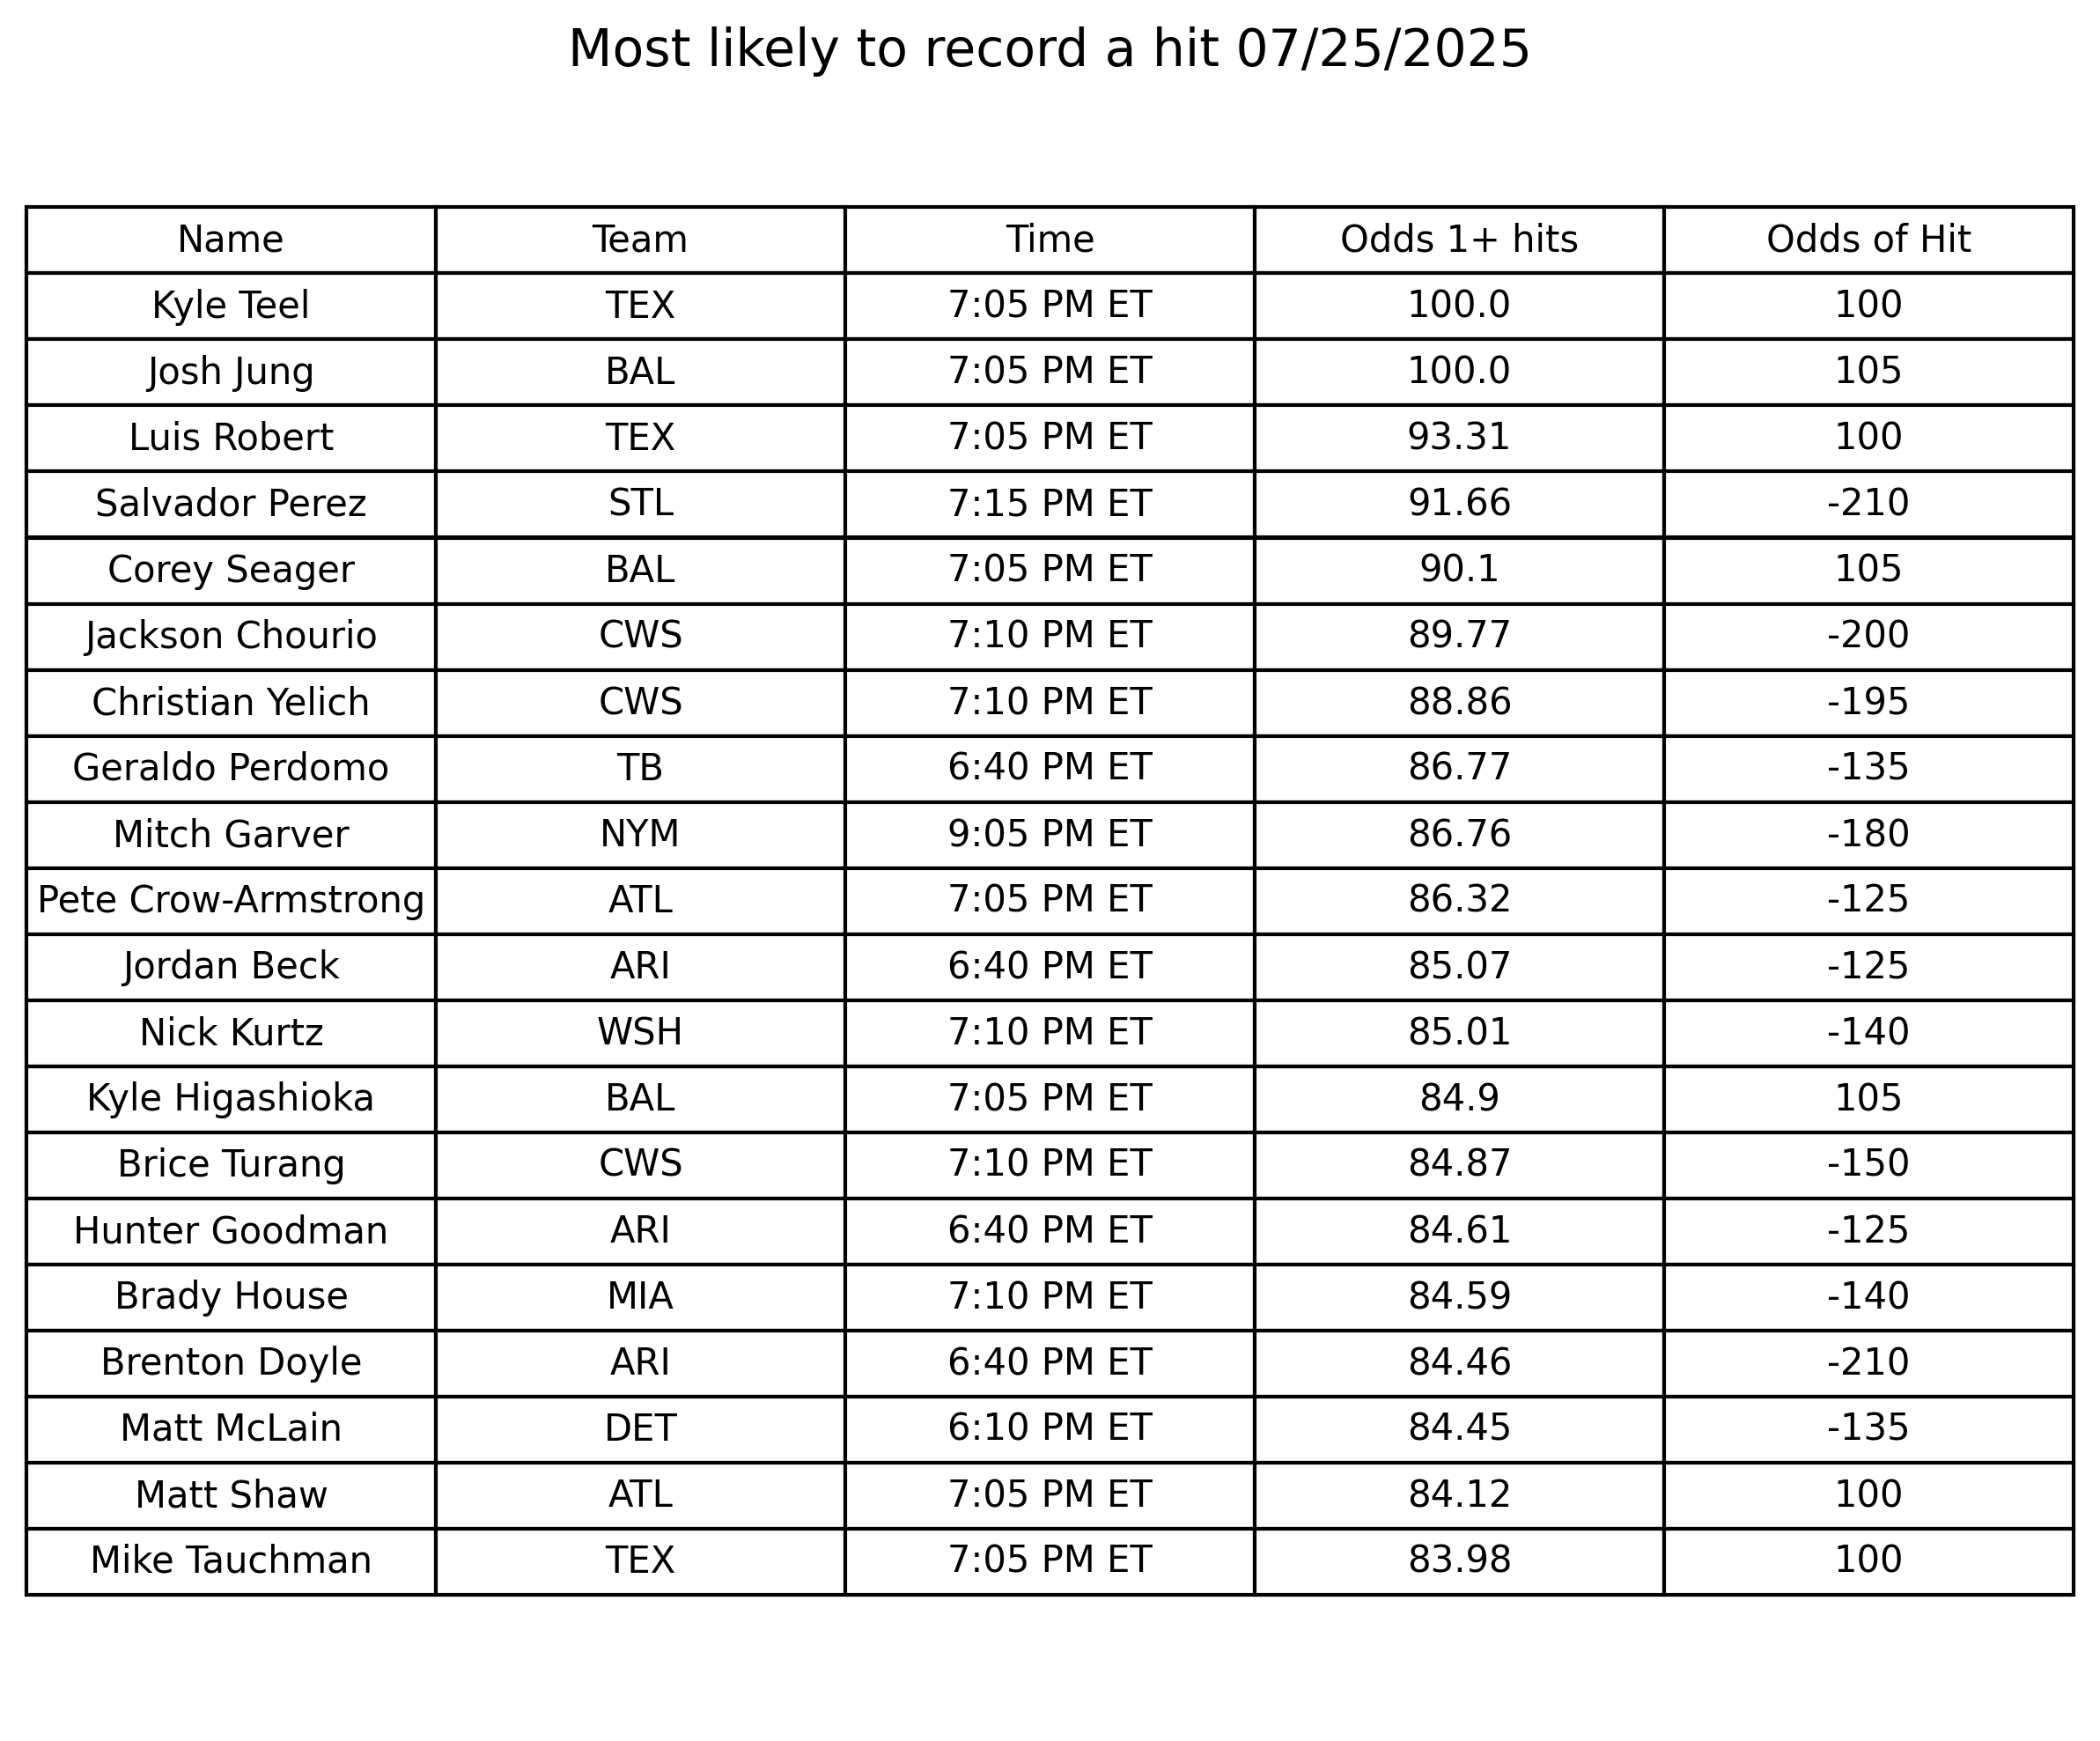 Most likely to record a hit 07/25/2025
Name Team Time Odds 1+ hits Odds of Hit
Kyle Teel TEX 7:05 PM ET 100.0 100
Josh Jung BAL 7:05 PM ET 100.0 105
Luis Robert TEX 7:05 PM ET 93.31 100
Salvador Perez STL 7:15 PM ET 91.66 -210
Corey Seager BAL 7:05 PM ET 90.1 105
Jackson Chourio CWS 7:10 PM ET 89.77 -200
Christian Yelich CWS 7:10 PM ET 88.86 -195
Geraldo Perdomo TB 6:40 PM ET 86.77 -135
Mitch Garver NYM 9:05 PM ET 86.76 -180
Pete Crow-Armstrong ATL 7:05 PM ET 86.32 -125
Jordan Beck ARI 6:40 PM ET 85.07 -125
Nick Kurtz WSH 7:10 PM ET 85.01 -140
Kyle Higashioka BAL 7:05 PM ET 84.9 105
Brice Turang CWS 7:10 PM ET 84.87 -150
Hunter Goodman ARI 6:40 PM ET 84.61 -125
Brady House MIA 7:10 PM ET 84.59 -140
Brenton Doyle ARI 6:40 PM ET 84.46 -210
Matt McLain DET 6:10 PM ET 84.45 -135
Matt Shaw ATL 7:05 PM ET 84.12 100
Mike Tauchman TEX 7:05 PM ET 83.98 100